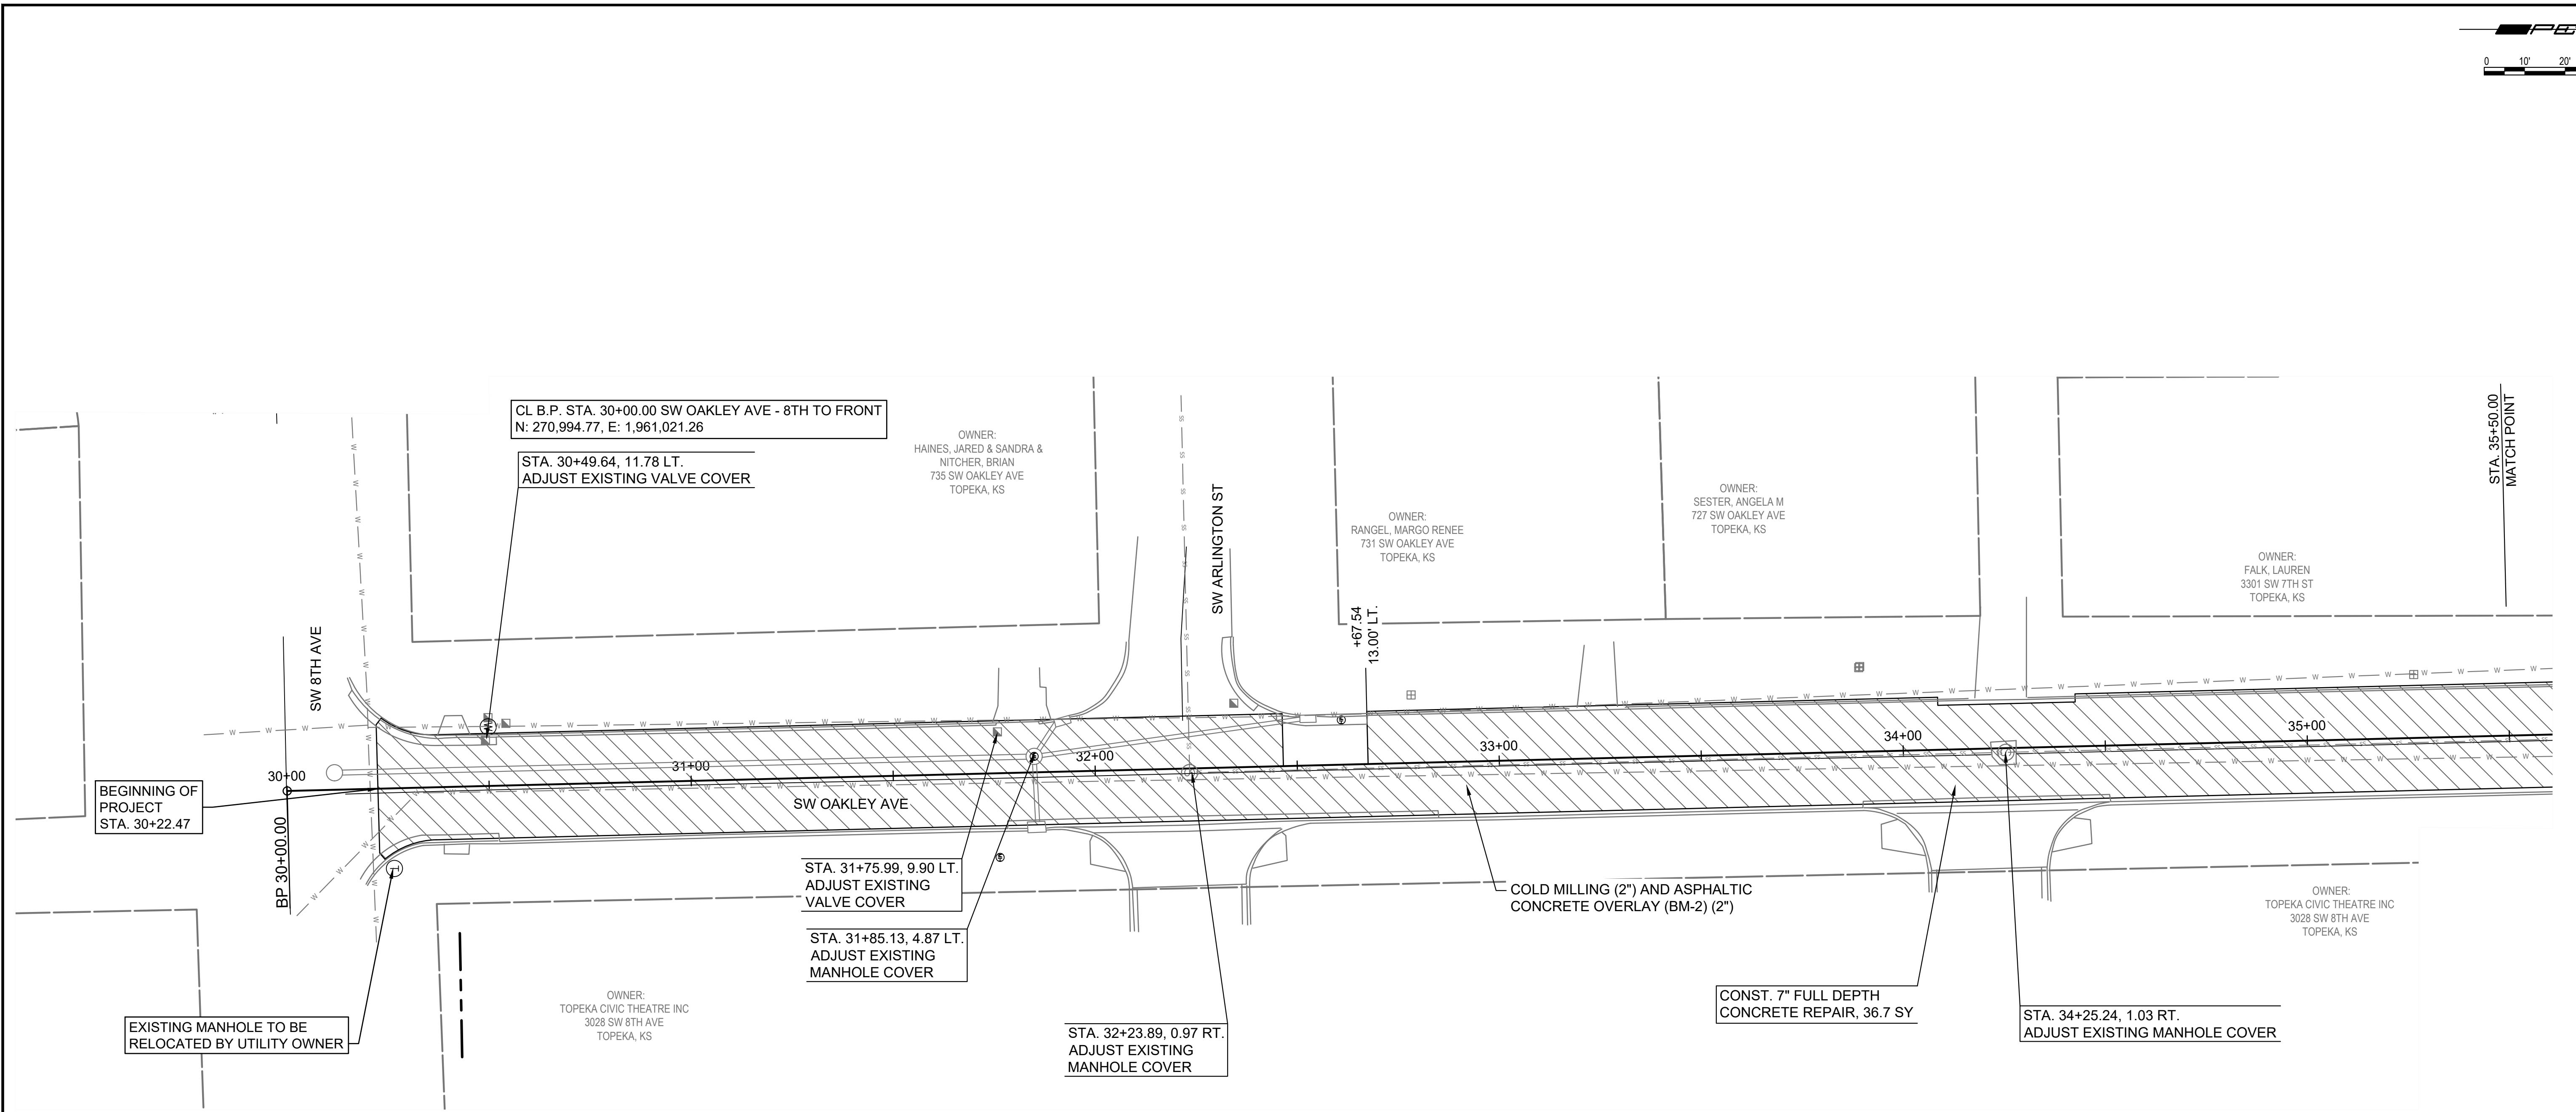 0 10' 20'
CL B.P. STA. 30+00.00 SW OAKLEY AVE - 8TH TO FRONT
N: 270,994.77, E: 1,961,021.26
STA. 30+49.64, 11.78 LT.
ADJUST EXISTING VALVE COVER
OWNER:
HAINES, JARED & SANDRA &
NITCHER, BRIAN
735 SW OAKLEY AVE
TOPEKA, KS
SW ARLINGTON ST
OWNER:
RANGEL, MARGO RENEE
731 SW OAKLEY AVE
TOPEKA, KS
OWNER:
SESTER, ANGELA M
727 SW OAKLEY AVE
TOPEKA, KS
OWNER:
FALK, LAUREN
3301 SW 7TH ST
TOPEKA, KS
STA. 35+50.00
MATCH POINT
SW 8TH AVE
+67.54
13.00' LT.
30+00
31+00
32+00
33+00
34+00
35+00
BEGINNING OF
PROJECT
STA. 30+22.47
BP 30+00.00
SW OAKLEY AVE
STA. 31+75.99, 9.90 LT.
ADJUST EXISTING
VALVE COVER
STA. 31+85.13, 4.87 LT.
ADJUST EXISTING
MANHOLE COVER
COLD MILLING (2") AND ASPHALTIC
CONCRETE OVERLAY (BM-2) (2")
OWNER:
TOPEKA CIVIC THEATRE INC
3028 SW 8TH AVE
TOPEKA, KS
EXISTING MANHOLE TO BE
RELOCATED BY UTILITY OWNER
OWNER:
TOPEKA CIVIC THEATRE INC
3028 SW 8TH AVE
TOPEKA, KS
STA. 32+23.89, 0.97 RT.
ADJUST EXISTING
MANHOLE COVER
CONST. 7" FULL DEPTH
CONCRETE REPAIR, 36.7 SY
STA. 34+25.24, 1.03 RT.
ADJUST EXISTING MANHOLE COVER